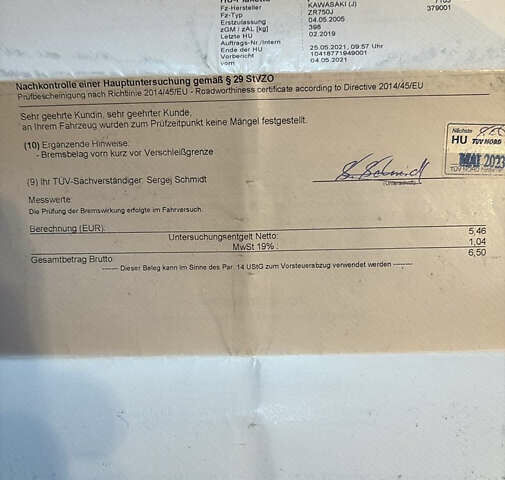 Fz-Hersteller KAWASAKI (J)
Fz-Typ ZR750J 379001
Erstzulassung 04.05.2005
zGM / zAL [kg] 398
Letzte HU 02.2019
Auftrags-Nr./intern
Ende der HU 25.05.2021, 09:57 Uhr
Vorbericht 10418771949001
vom 04.05.2021
Nachkontrolle einer Hauptuntersuchung gemäß § 29 StVZO
Prüfbescheinigung nach Richtlinie 2014/45/EU - Roadworthiness certificate according to Directive 2014/45/EU
Sehr geehrte Kundin, sehr geehrter Kunde,
an Ihrem Fahrzeug wurden zum Prüfzeitpunkt keine Mängel festgestellt.
(10) Ergänzende Hinweise:
- Bremsbelag vorn kurz vor Verschleißgrenze
Nächste
HU TÜV NORD
MAI 2023
(9) Ihr TÜV-Sachverständiger Sergej Schmidt
S. Schmidt
(Unterschrift)
Messwerte:
Die Prüfung der Bremswirkung erfolgte im Fahrversuch.
Berechnung (EUR):
Untersuchungsentgelt Netto: 5,46
MwSt 19% : 1,04
Gesamtbetrag Brutto 6,50
----- Dieser Beleg kann im Sinne des Par. 14 UStG zum Vorsteuerabzug verwendet werden -------